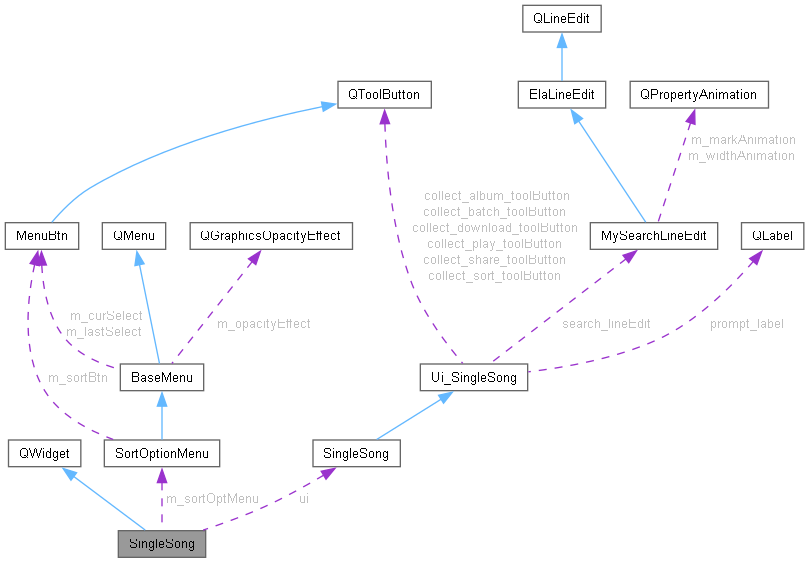 QLineEdit
QToolButton
ElaLineEdit
QPropertyAnimation
m_markAnimation
m_widthAnimation
collect_album_toolButton
collect_batch_toolButton
collect_download_toolButton
collect_play_toolButton
collect_share_toolButton
collect_sort_toolButton
MenuBtn
QMenu
QGraphicsOpacityEffect
MySearchLineEdit
QLabel
m_curSelect
m_lastSelect
m_opacityEffect
search_lineEdit
prompt_label
m_sortBtn
BaseMenu
Ui_SingleSong
QWidget
SortOptionMenu
SingleSong
m_sortOptMenu
ui
SingleSong